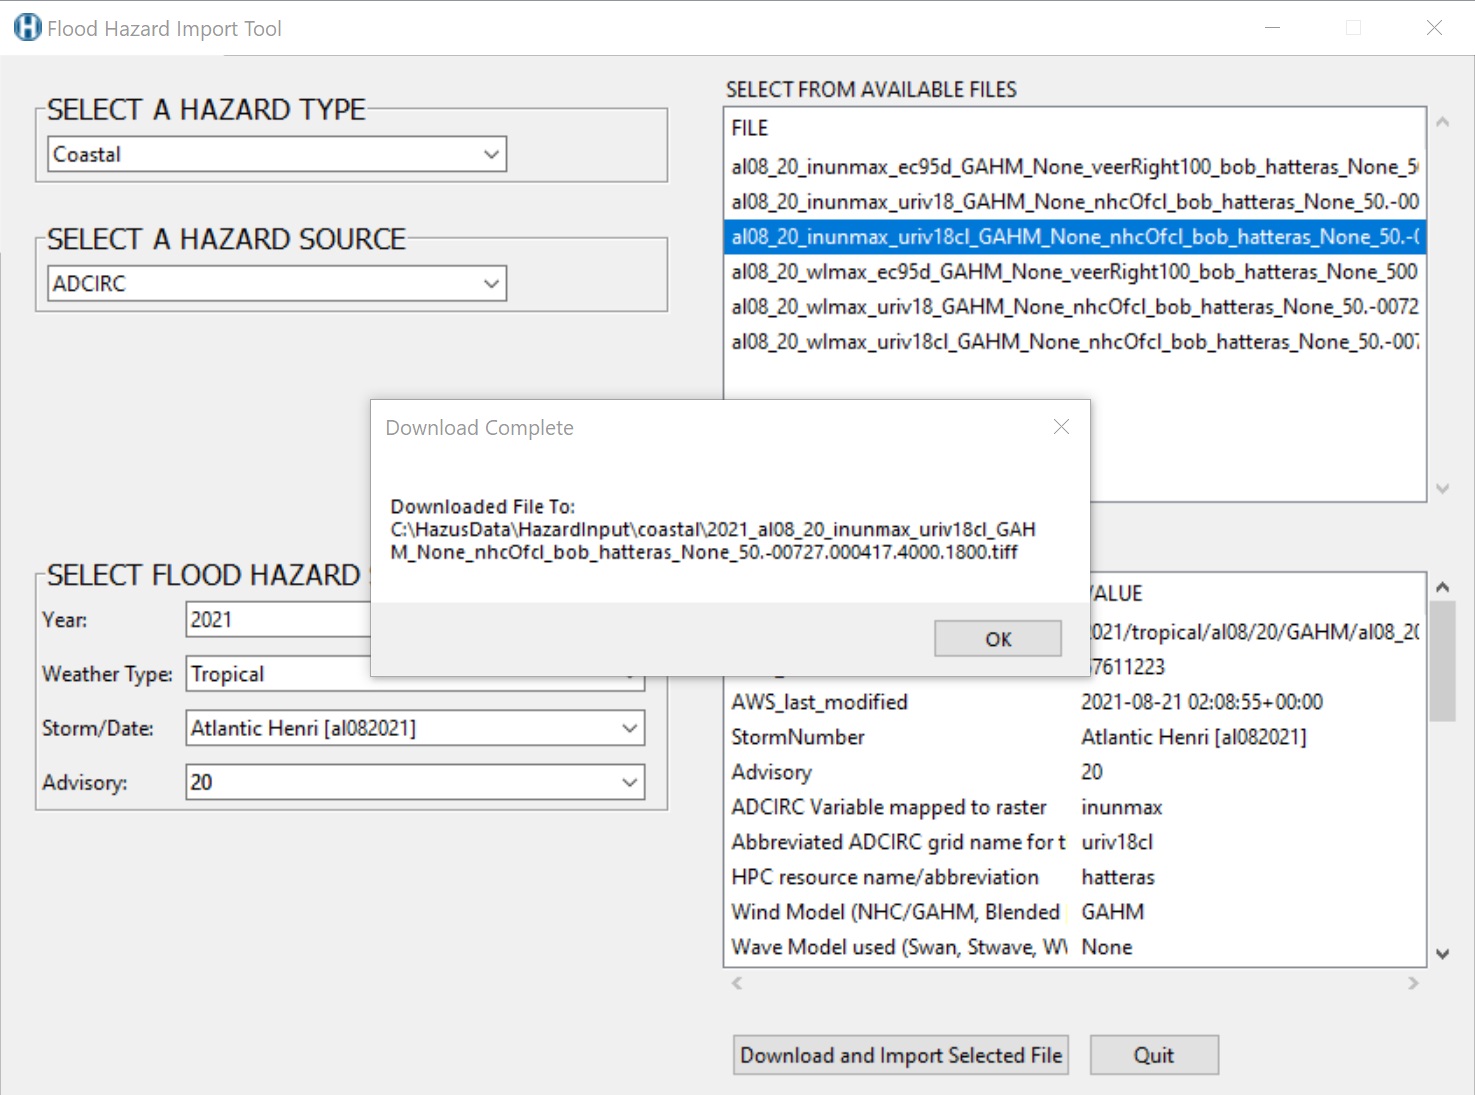 Flood Hazard Import Tool
SELECT A HAZARD TYPE
Coastal
SELECT A HAZARD SOURCE
ADCIRC
SELECT FROM AVAILABLE FILES
FILE
al08_20_inunmax_ec95d_GAHM_None_veerRight100_bob_hatteras_None_5
al08_20_inunmax_uriv18_GAHM_None_nhcOfcl_bob_hatteras_None_50.-00
al08_20_inunmax_uriv18cl_GAHM_None_nhcOfcl_bob_hatteras_None_50.-(
al08_20_wlmax_ec95d_GAHM_None_veerRight100_bob_hatteras_None_500
al08_20_wlmax_uriv18_GAHM_None_nhcOfcl_bob_hatteras_None_50.-0072
al08_20_wlmax_uriv18cl_GAHM_None_nhcOfcl_bob_hatteras_None_50.-007
Download Complete
Downloaded File To:
C:\HazusData\HazardInput\coastal\2021_al08_20_inunmax_uriv18cl_GAH
M_None_nhcOfcl_bob_hatteras_None_50.-00727.000417.4000.1800.tiff
OK
SELECT FLOOD HAZARD
Year: 2021
Weather Type: Tropical
Storm/Date: Atlantic Henri [al082021]
Advisory: 20
VALUE
2021/tropical/al08/20/GAHM/al08_20
7611223
AWS_last_modified 2021-08-21 02:08:55+00:00
StormNumber Atlantic Henri [al082021]
Advisory 20
ADCIRC Variable mapped to raster inunmax
Abbreviated ADCIRC grid name for t uriv18cl
HPC resource name/abbreviation hatteras
Wind Model (NHC/GAHM, Blended GAHM
Wave Model used (Swan, Stwave, W None
Download and Import Selected File
Quit